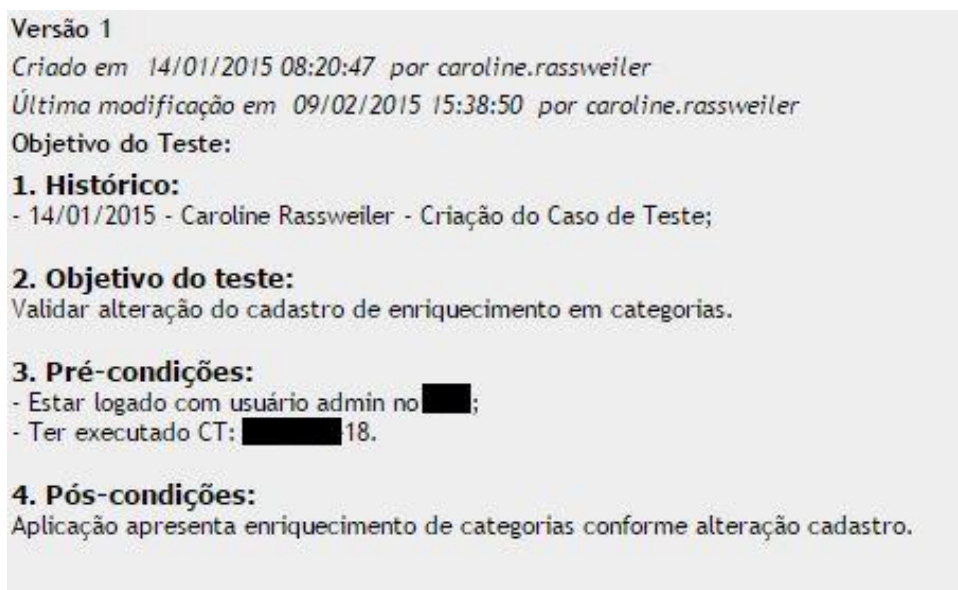 Versão 1
Criado em 14/01/2015 08:20:47 por caroline.rassweiler
Última modificação em 09/02/2015 15:38:50 por caroline.rassweiler
Objetivo do Teste:
1. Histórico:
- 14/01/2015 - Caroline Rassweiler - Criação do Caso de Teste;
2. Objetivo do teste:
Validar alteração do cadastro de enriquecimento em categorias.
3. Pré-condições:
- Estar logado com usuário admin no ;
- Ter executado CT: -18.
4. Pós-condições:
Aplicação apresenta enriquecimento de categorias conforme alteração cadastro.